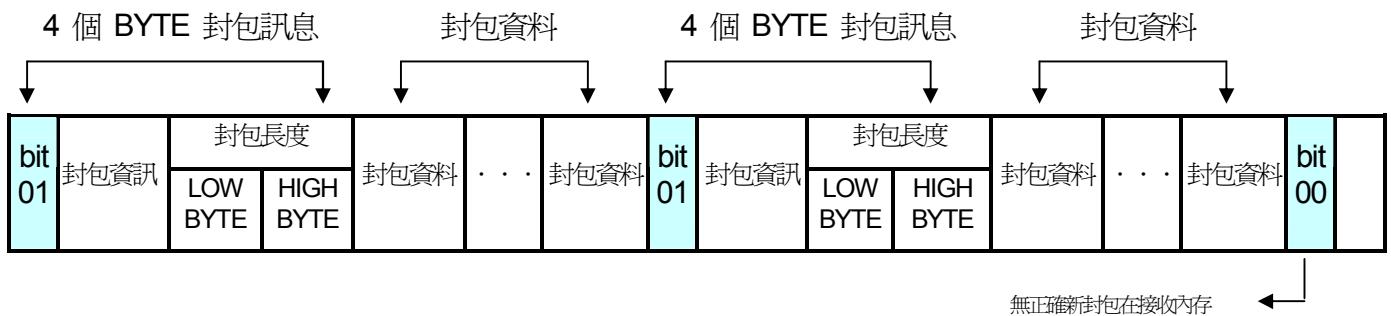 4 個 BYTE 封包訊息 封包資料 4 個 BYTE 封包訊息 封包資料
bit 01
封包資訊
封包長度
LOW BYTE
HIGH BYTE
封包資料
· · ·
封包資料
bit 01
封包資訊
封包長度
LOW BYTE
HIGH BYTE
封包資料
· · ·
封包資料
bit 00
無正確新封包在接收內存